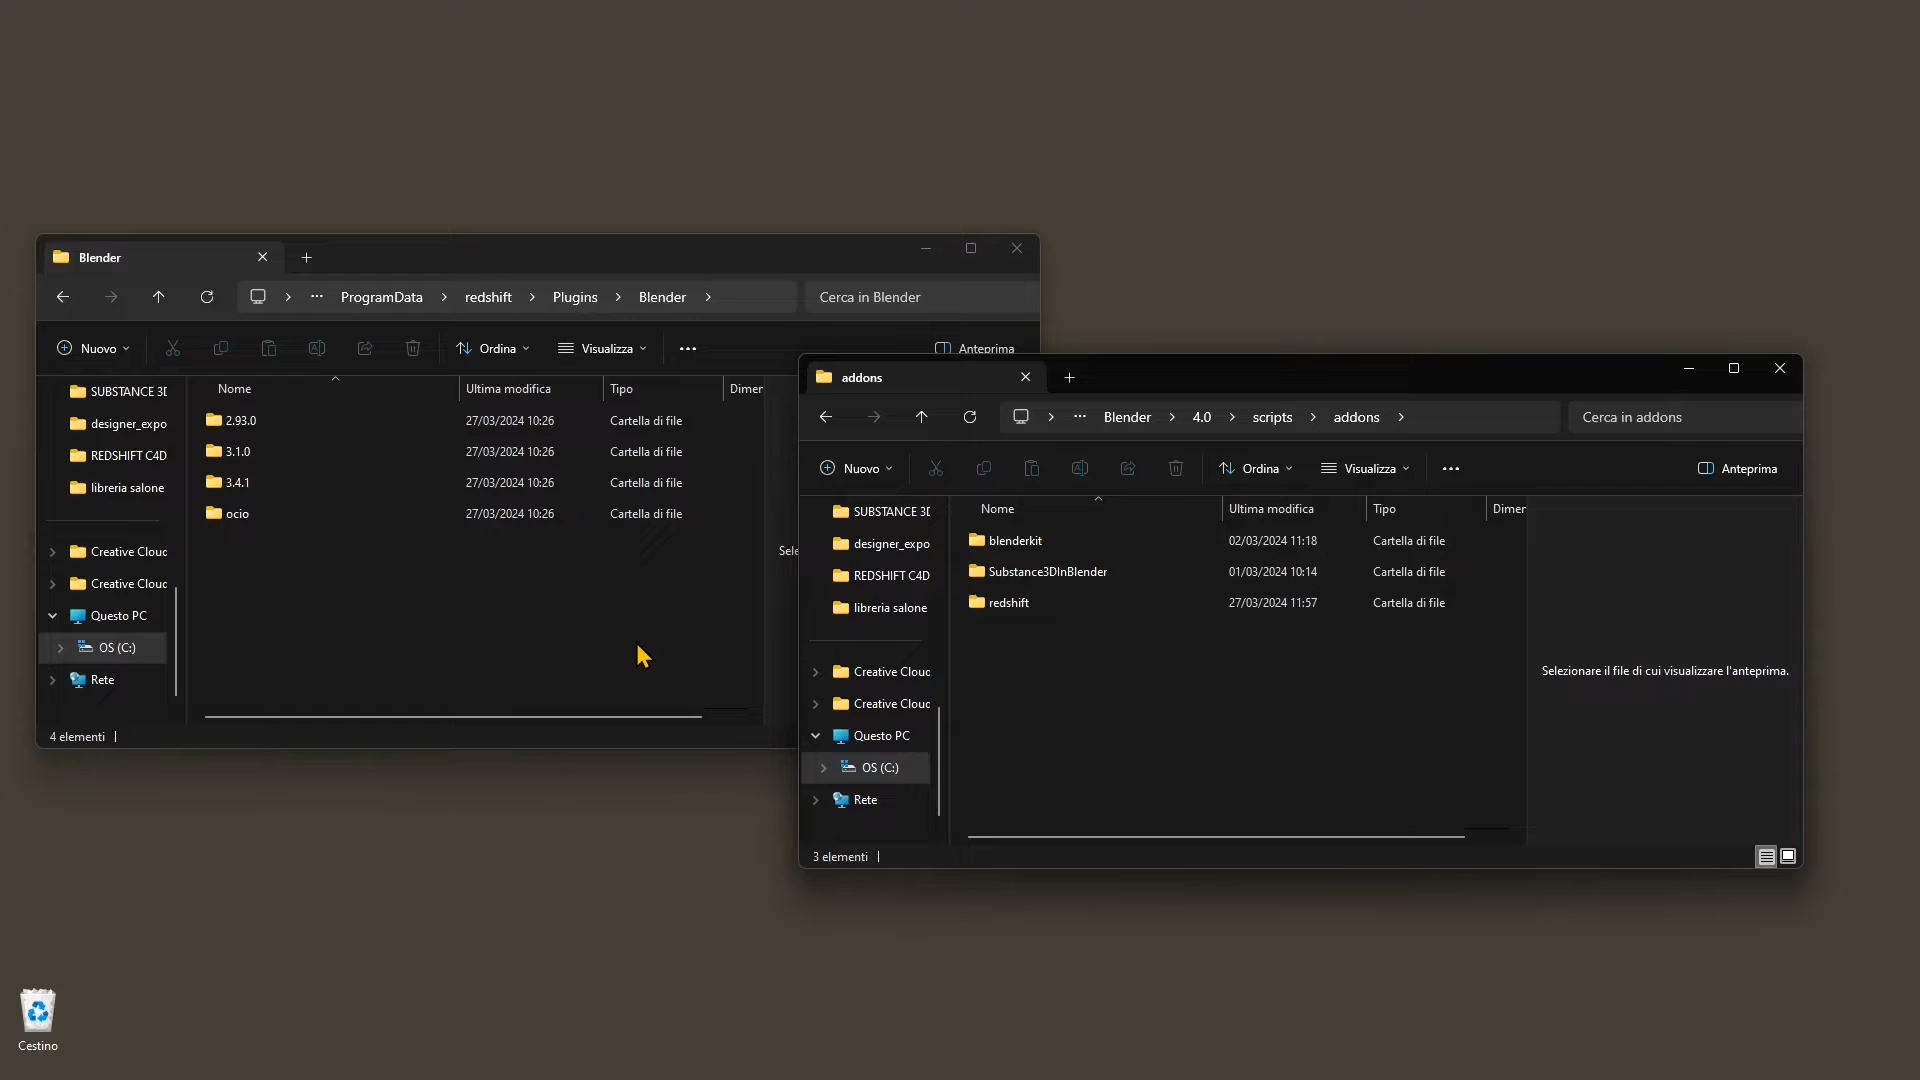 Blender
ProgramData
redshift
Plugins
Blender
Cerca in Blender
Nuovo
Ordina
Visualizza
Anteprima
SUBSTANCE 3D
designer_expo
REDSHIFT C4D
libreria salone
Creative Cloud
Creative Cloud
Questo PC
OS (C:)
Rete
Nome Ultima modifica Tipo Dimer
2.93.0 27/03/2024 10:26 Cartella di file
3.1.0 27/03/2024 10:26 Cartella di file
3.4.1 27/03/2024 10:26 Cartella di file
ocio 27/03/2024 10:26 Cartella di file
Sele
4 elementi
addons
Blender
4.0
scripts
addons
Cerca in addons
Nuovo
Ordina
Visualizza
Anteprima
SUBSTANCE 3D
designer_expo
REDSHIFT C4D
libreria salone
Creative Cloud
Creative Cloud
Questo PC
OS (C:)
Rete
Nome Ultima modifica Tipo Dimer
blenderkit 02/03/2024 11:18 Cartella di file
Substance3DInBlender 01/03/2024 10:14 Cartella di file
redshift 27/03/2024 11:57 Cartella di file
Selezionare il file di cui visualizzare l'anteprima.
3 elementi
Cestino